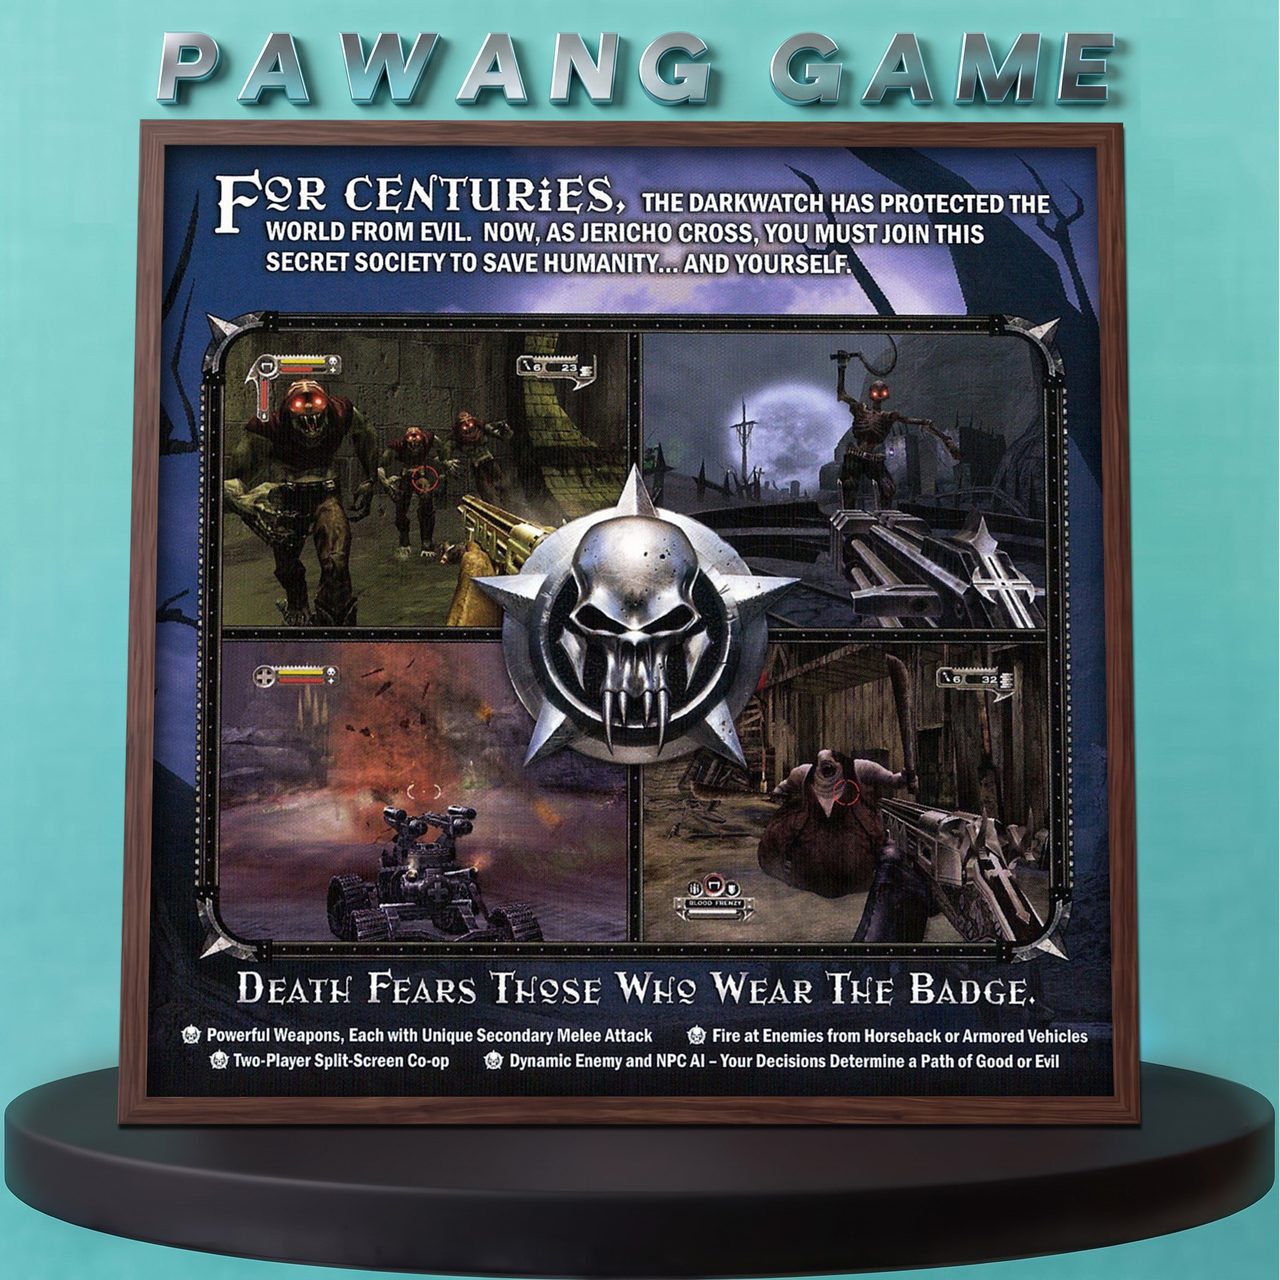 PAWANG GAME
FOR CENTURIES, THE DARKWATCH HAS PROTECTED THE
WORLD FROM EVIL. NOW, AS JERICHO CROSS, YOU MUST JOIN THIS
SECRET SOCIETY TO SAVE HUMANITY... AND YOURSELF.
6 23
6 32
BLOOD FRENZY
DEATH FEARS THOSE WHO WEAR THE BADGE.
Powerful Weapons, Each with Unique Secondary Melee Attack Fire at Enemies from Horseback or Armored Vehicles
Two-Player Split-Screen Co-op Dynamic Enemy and NPC AI – Your Decisions Determine a Path of Good or Evil